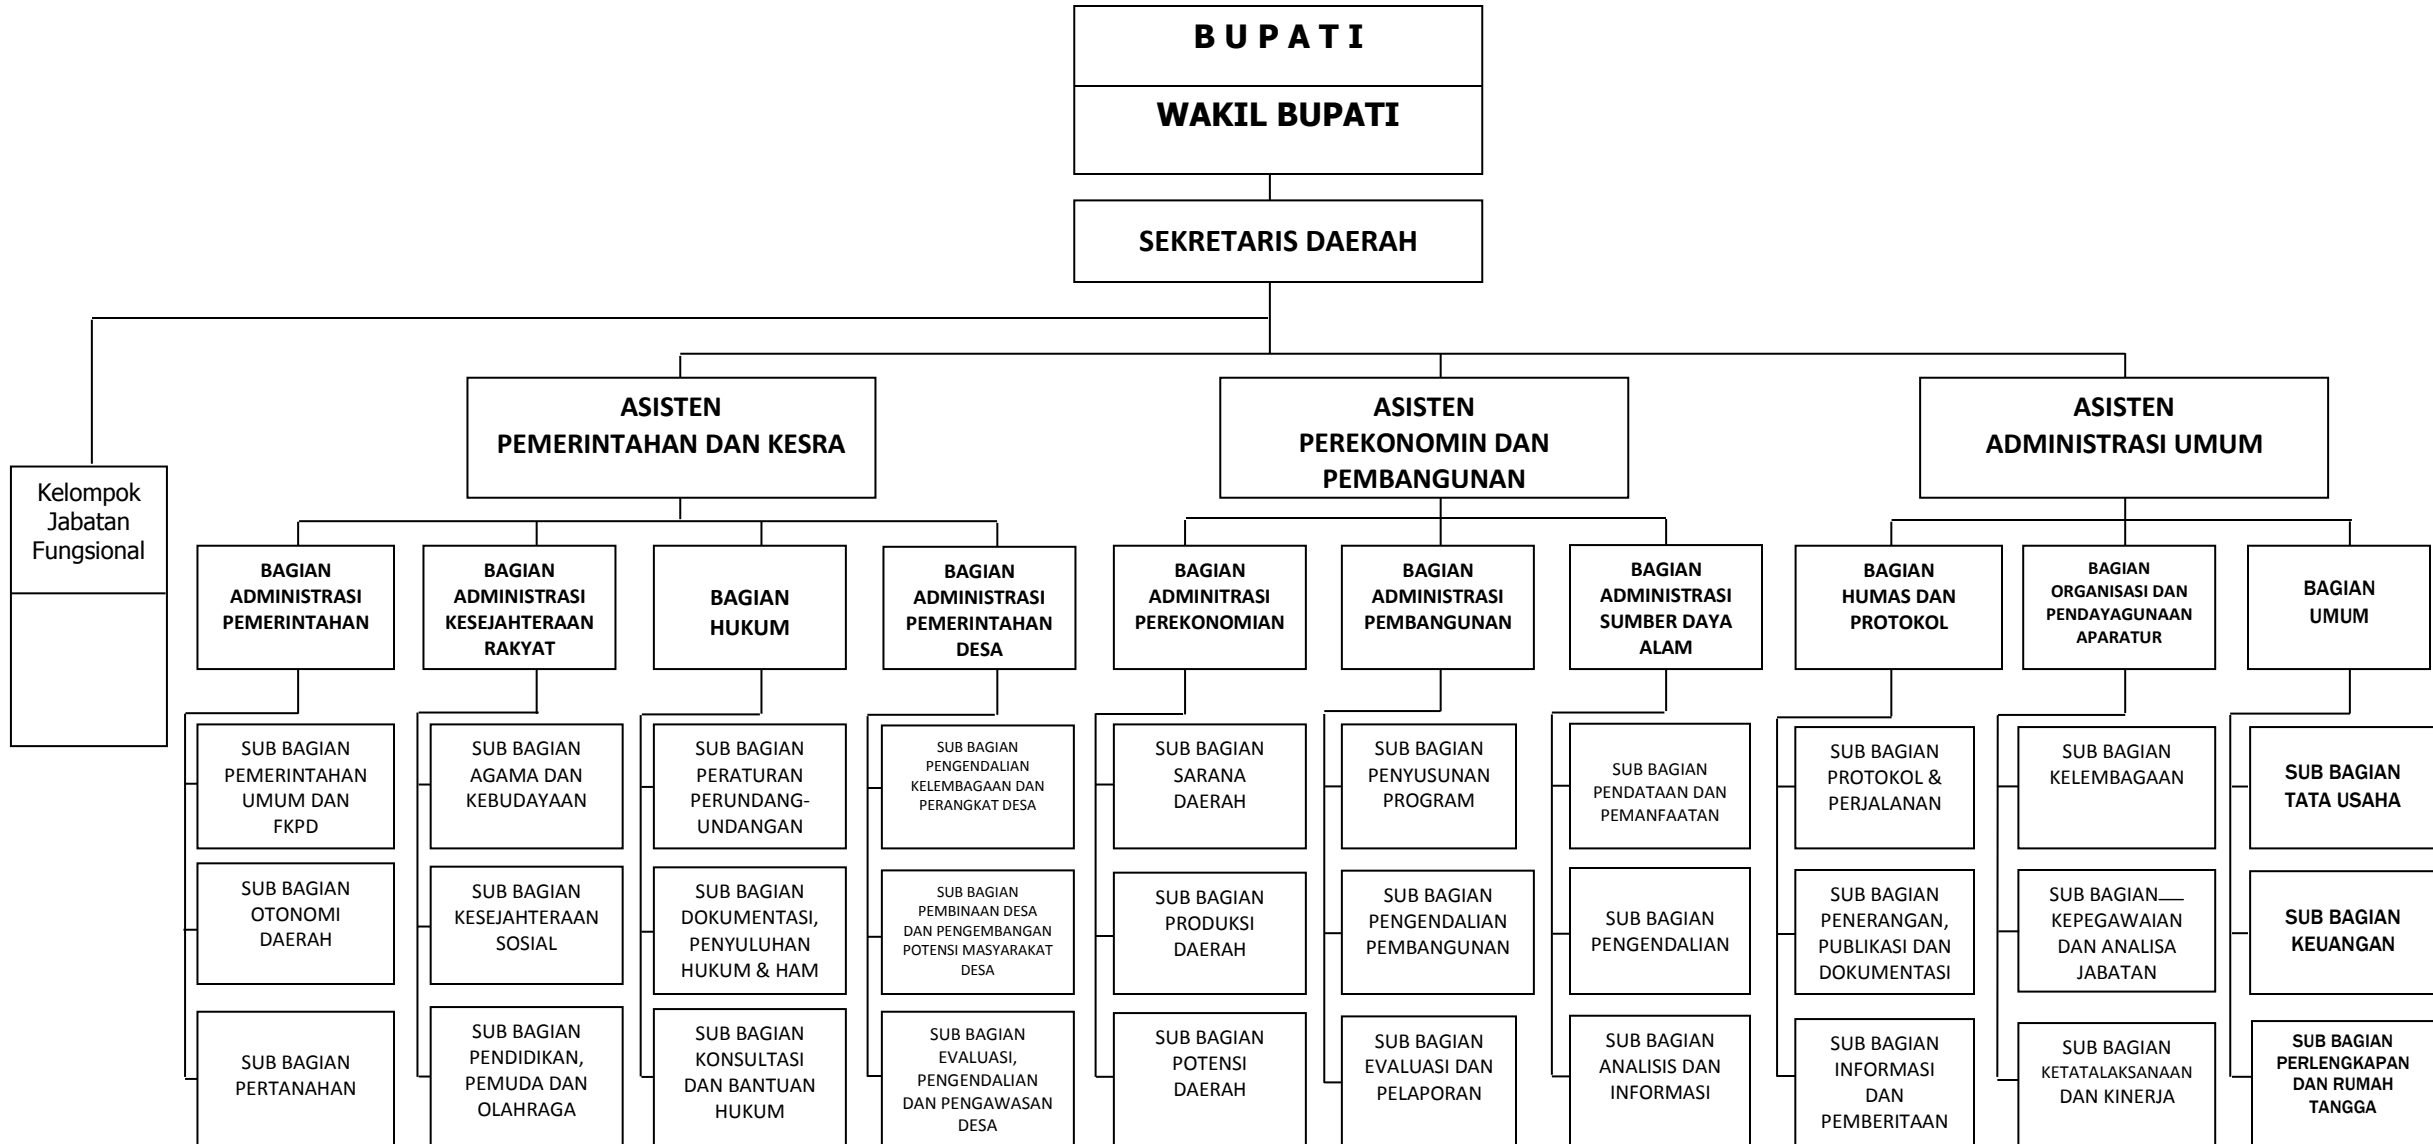 B U P A T I
WAKIL BUPATI
SEKRETARIS DAERAH
ASISTEN
PEMERINTAHAN DAN KESRA
ASISTEN
PEREKONOMIN DAN
PEMBANGUNAN
ASISTEN
ADMINISTRASI UMUM
Kelompok
Jabatan
Fungsional
BAGIAN
ADMINISTRASI
PEMERINTAHAN
BAGIAN
ADMINISTRASI
KESEJAHTERAAN
RAKYAT
BAGIAN
HUKUM
BAGIAN
ADMINISTRASI
PEMERINTAHAN
DESA
BAGIAN
ADMINITRASI
PEREKONOMIAN
BAGIAN
ADMINISTRASI
PEMBANGUNAN
BAGIAN
ADMINISTRASI
SUMBER DAYA
ALAM
BAGIAN
HUMAS DAN
PROTOKOL
BAGIAN
ORGANISASI DAN
PENDAYAGUNAAN
APARATUR
BAGIAN
UMUM
SUB BAGIAN
PEMERINTAHAN
UMUM DAN
FKPD
SUB BAGIAN
AGAMA DAN
KEBUDAYAAN
SUB BAGIAN
PERATURAN
PERUNDANG-
UNDANGAN
SUB BAGIAN
PENGENDALIAN
KELEMBAGAAN DAN
PERANGKAT DESA
SUB BAGIAN
SARANA
DAERAH
SUB BAGIAN
PENYUSUNAN
PROGRAM
SUB BAGIAN
PENDATAAN DAN
PEMANFAATAN
SUB BAGIAN
PROTOKOL &
PERJALANAN
SUB BAGIAN
KELEMBAGAAN
SUB BAGIAN
TATA USAHA
SUB BAGIAN
OTONOMI
DAERAH
SUB BAGIAN
KESEJAHTERAAN
SOSIAL
SUB BAGIAN
DOKUMENTASI,
PENYULUHAN
HUKUM & HAM
SUB BAGIAN
PEMBINAAN DESA
DAN PENGEMBANGAN
POTENSI MASYARAKAT
DESA
SUB BAGIAN
PRODUKSI
DAERAH
SUB BAGIAN
PENGENDALIAN
PEMBANGUNAN
SUB BAGIAN
PENGENDALIAN
SUB BAGIAN
PENERANGAN,
PUBLIKASI DAN
DOKUMENTASI
SUB BAGIAN
KEPEGAWAIAN
DAN ANALISA
JABATAN
SUB BAGIAN
KEUANGAN
SUB BAGIAN
PERTANAHAN
SUB BAGIAN
PENDIDIKAN,
PEMUDA DAN
OLAHRAGA
SUB BAGIAN
KONSULTASI
DAN BANTUAN
HUKUM
SUB BAGIAN
EVALUASI,
PENGENDALIAN
DAN PENGAWASAN
DESA
SUB BAGIAN
POTENSI
DAERAH
SUB BAGIAN
EVALUASI DAN
PELAPORAN
SUB BAGIAN
ANALISIS DAN
INFORMASI
SUB BAGIAN
INFORMASI
DAN
PEMBERITAAN
SUB BAGIAN
KETATALAKSANAAN
DAN KINERJA
SUB BAGIAN
PERLENGKAPAN
DAN RUMAH
TANGGA